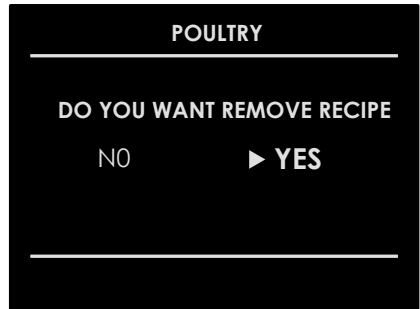 POULTRY
DO YOU WANT REMOVE RECIPE
N0 ▶ YES